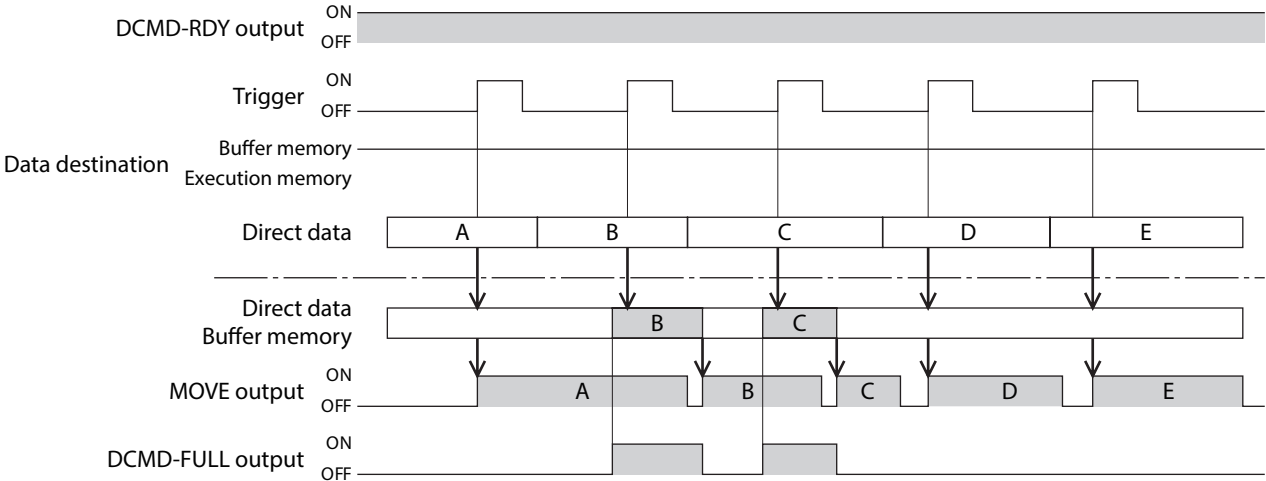 ON
DCMD-RDY output
OFF
ON
Trigger
OFF
Buffer memory
Data destination
Execution memory
Direct data A B C D E
Direct data
Buffer memory
B C
ON
MOVE output A B C D E
OFF
ON
DCMD-FULL output
OFF